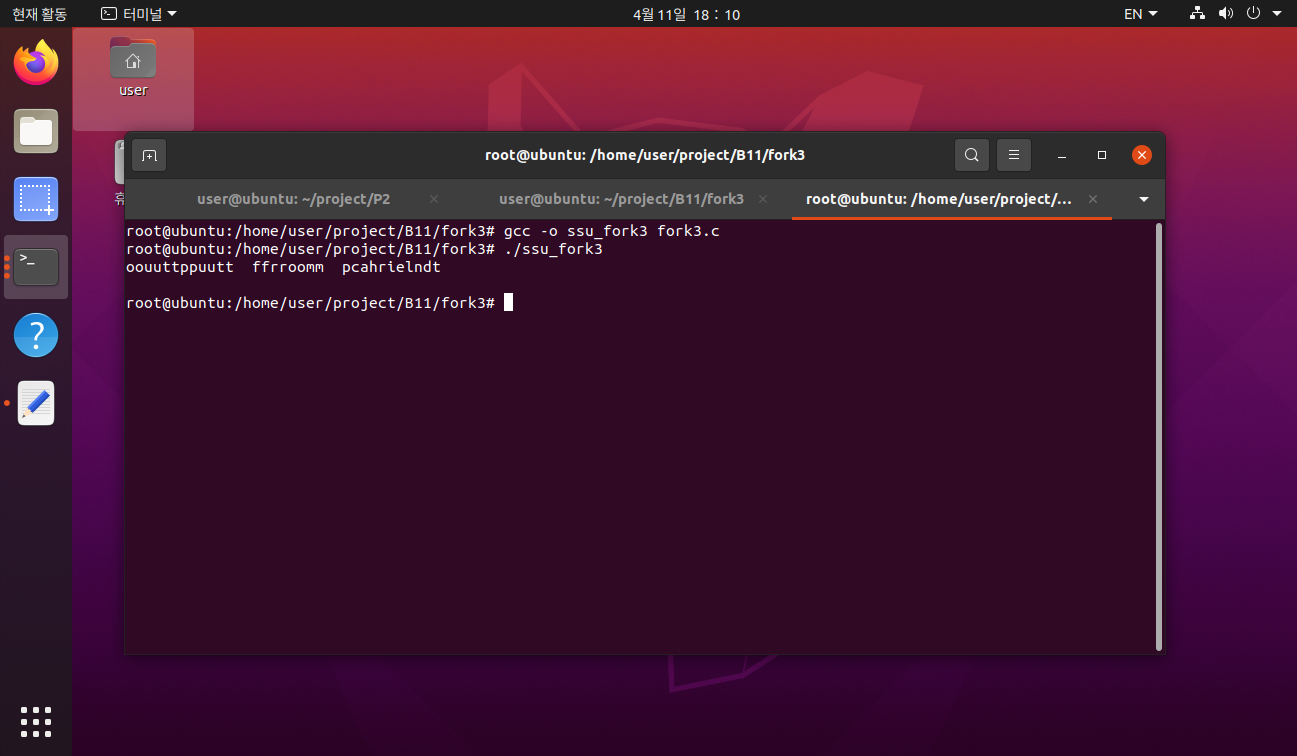 현재 활동
터미널
4월 11일 18 : 10
EN
user
휴
root@ubuntu: /home/user/project/B11/fork3
user@ubuntu: ~/project/P2
user@ubuntu: ~/project/B11/fork3
root@ubuntu: /home/user/project/...
root@ubuntu:/home/user/project/B11/fork3# gcc -o ssu_fork3 fork3.c
root@ubuntu:/home/user/project/B11/fork3# ./ssu_fork3
oouuttppuutt  ffrroomm  pcahrielndt
root@ubuntu:/home/user/project/B11/fork3#